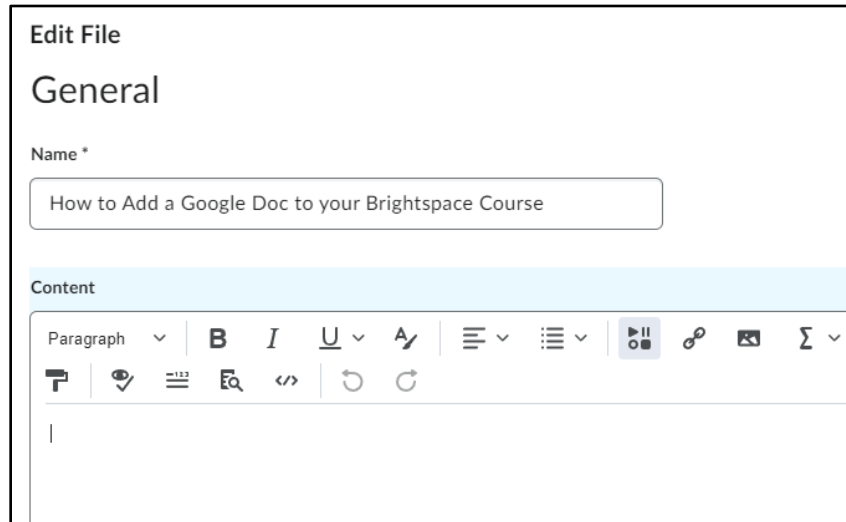 Edit File
General
Name *
How to Add a Google Doc to your Brightspace Course
Content
Paragraph